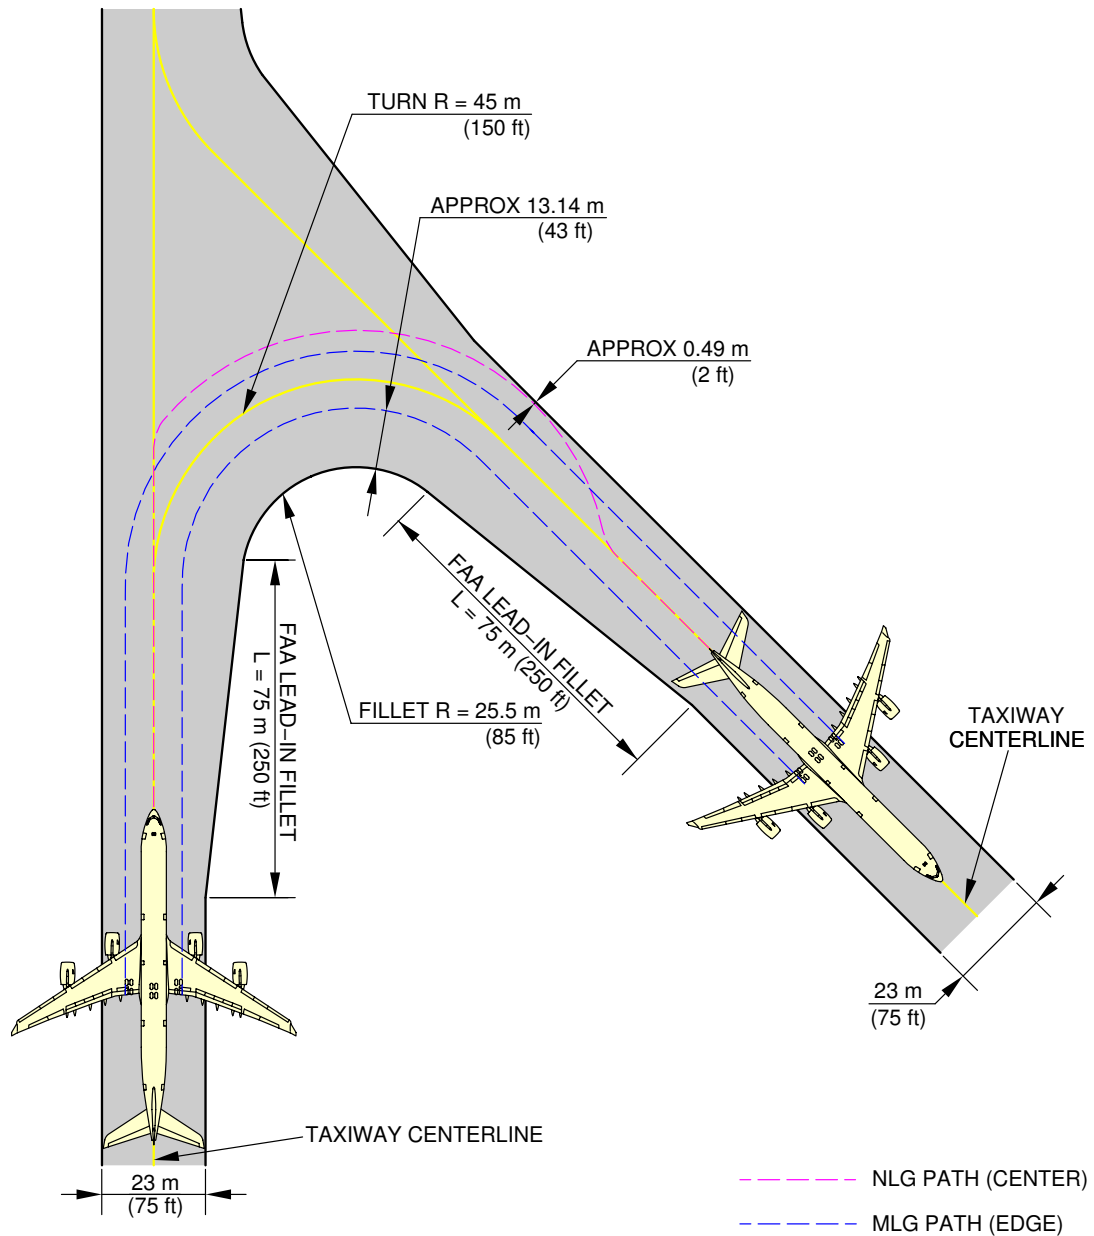 TURN R = 45 m
(150 ft)
APPROX 13.14 m
(43 ft)
APPROX 0.49 m
(2 ft)
FAA LEAD–IN FILLET
L = 75 m (250 ft)
FAA LEAD–IN FILLET
L = 75 m (250 ft)
FILLET R = 25.5 m
(85 ft)
TAXIWAY
CENTERLINE
23 m
(75 ft)
TAXIWAY CENTERLINE
23 m
(75 ft)
NLG PATH (CENTER)
MLG PATH (EDGE)